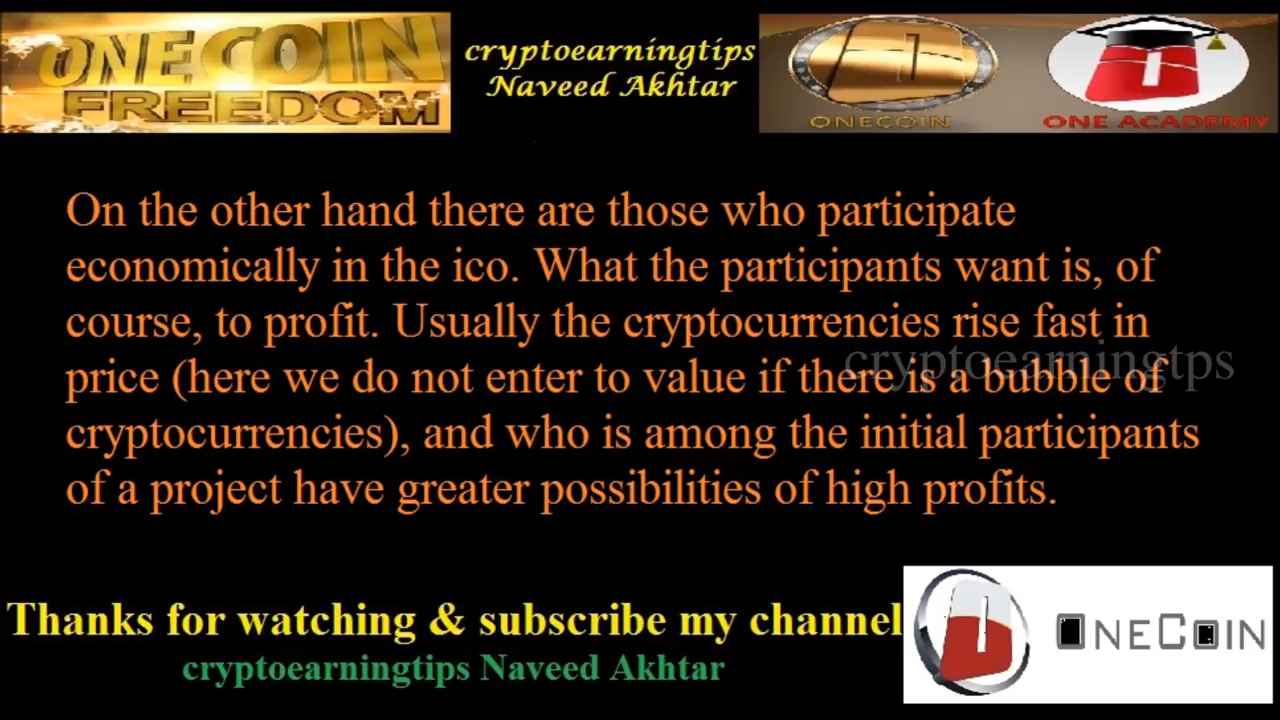 ONE COIN
FREEDOM
cryptoearningtips
Naveed Akhtar
ONECOIN
ONE ACADEMY
On the other hand there are those who participate
economically in the ico. What the participants want is, of
course, to profit. Usually the cryptocurrencies rise fast in
price (here we do not enter to value if there is a bubble of
cryptocurrencies), and who is among the initial participants
of a project have greater possibilities of high profits.
cryptoearningtps
Thanks for watching & subscribe my channel
cryptoearningtips Naveed Akhtar
ONECOIN